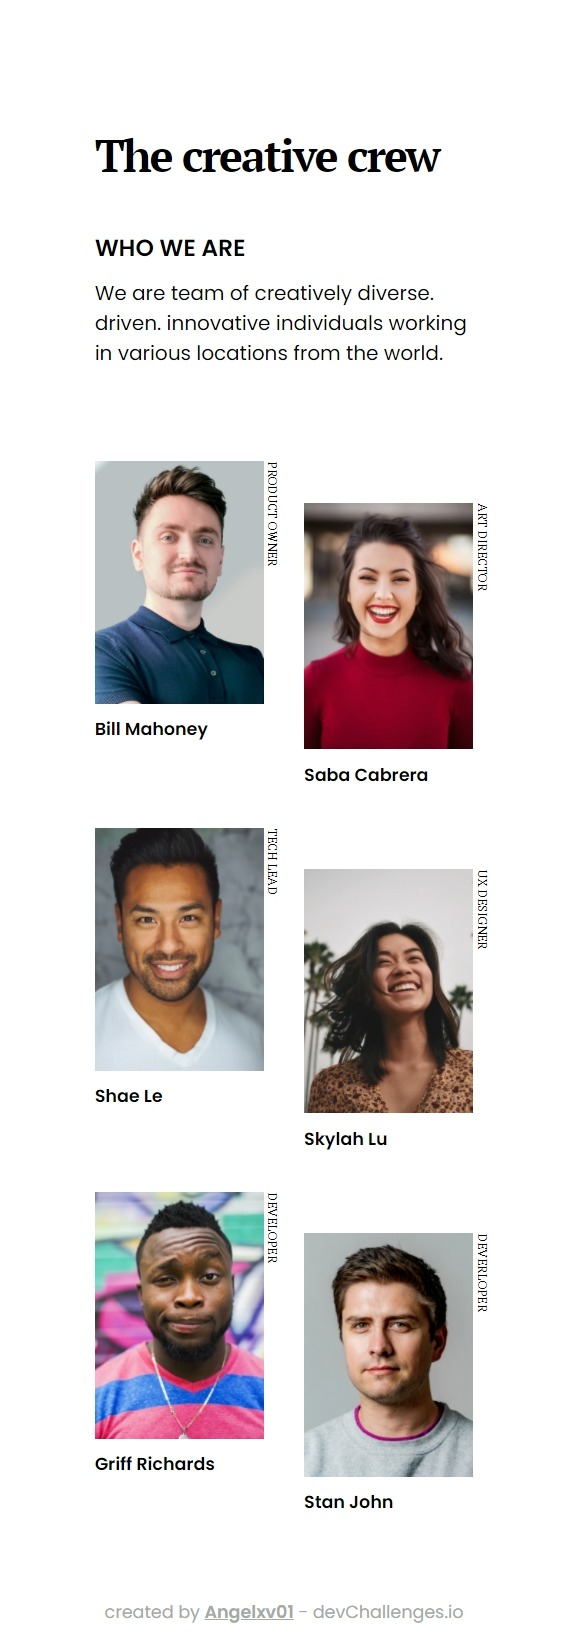 The creative crew
WHO WE ARE
We are team of creatively diverse.
driven. innovative individuals working
in various locations from the world.
PRODUCT OWNER
Bill Mahoney
ART DIRECTOR
Saba Cabrera
TECH LEAD
Shae Le
UX DESIGNER
Skylah Lu
DEVELOPER
Griff Richards
DEVERLOPER
Stan John
created by Angelxv01 - devChallenges.io